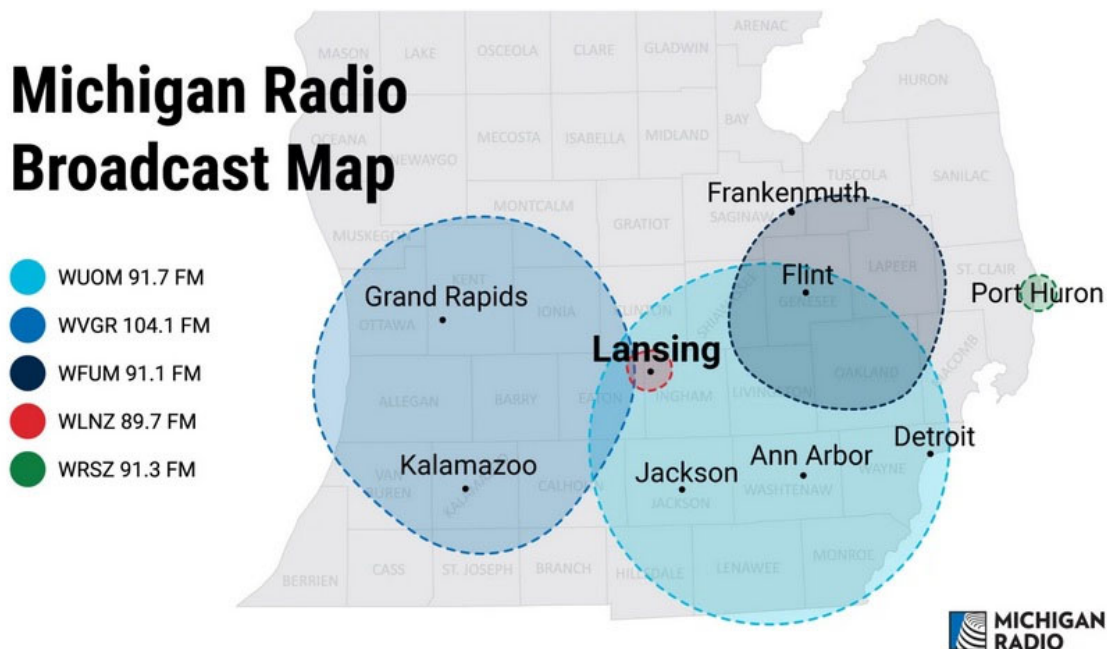 Michigan Radio
Broadcast Map
WUOM 91.7 FM
WVGR 104.1 FM
WFUM 91.1 FM
WLNZ 89.7 FM
WRSZ 91.3 FM
ARENAC
MASON
LAKE
OSCEOLA
CLARE
GLADWIN
HURON
BAY
OCEANA
NEWAYGO
MECOSTA
ISABELLA
MIDLAND
TUSCOLA
SANILAC
Frankenmuth
MONTCALM
GRATIOT
SAGINAW
MUSKEGON
KENT
LAPEER
ST. CLAIR
Flint
GENESEE
Port Huron
Grand Rapids
OTTAWA
IONIA
CLINTON
SHIAWASSEE
Lansing
MACOMB
OAKLAND
ALLEGAN
BARRY
EATON
INGHAM
LIVINGSTON
Kalamazoo
Jackson
Ann Arbor
Detroit
VAN
BUREN
KALAMAZOO
CALHOUN
JACKSON
WASHTENAW
WAYNE
BERRIEN
CASS
ST. JOSEPH
BRANCH
HILLSDALE
LENAWEE
MONROE
MICHIGAN
RADIO